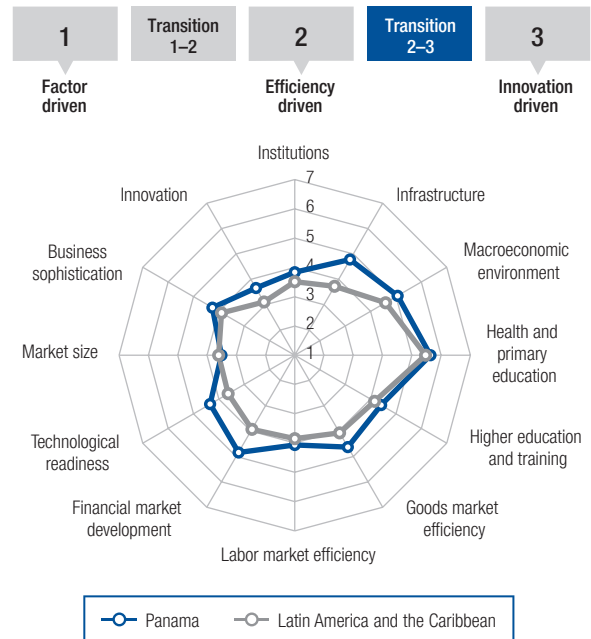 1
Transition
1–2
2
Transition
2–3
3
Factor
driven
Efficiency
driven
Innovation
driven
Institutions
7
Innovation
Infrastructure
6
5
Business
sophistication
Macroeconomic
environment
4
3
2
Market size
1
Health and
primary
education
Technological
readiness
Higher education
and training
Financial market
development
Goods market
efficiency
Labor market efficiency
Panama
Latin America and the Caribbean